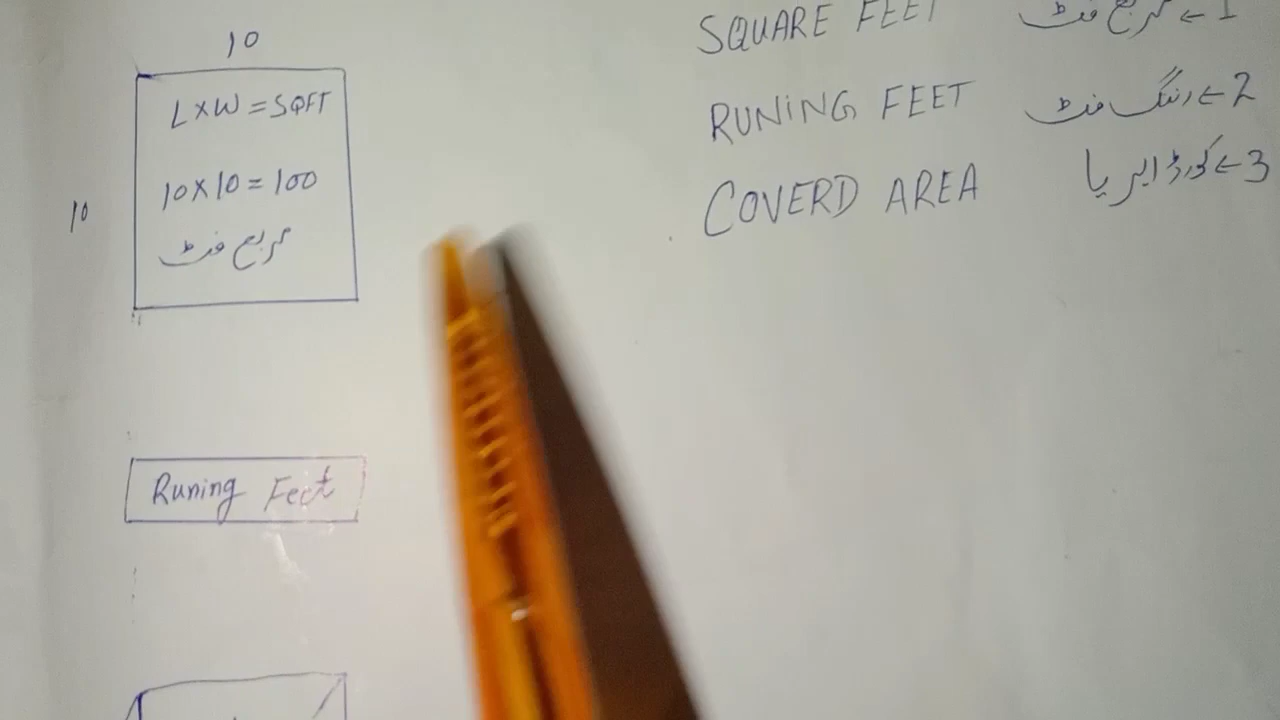 10
L X W = SQFT
10
10 X 10 = 100
مربع فٹ
Runing Feet
SQUARE FEET 1 → مربع فٹ
RUNING FEET 2 → رننگ فٹ
COVERD AREA 3 → کورڈ ایریا